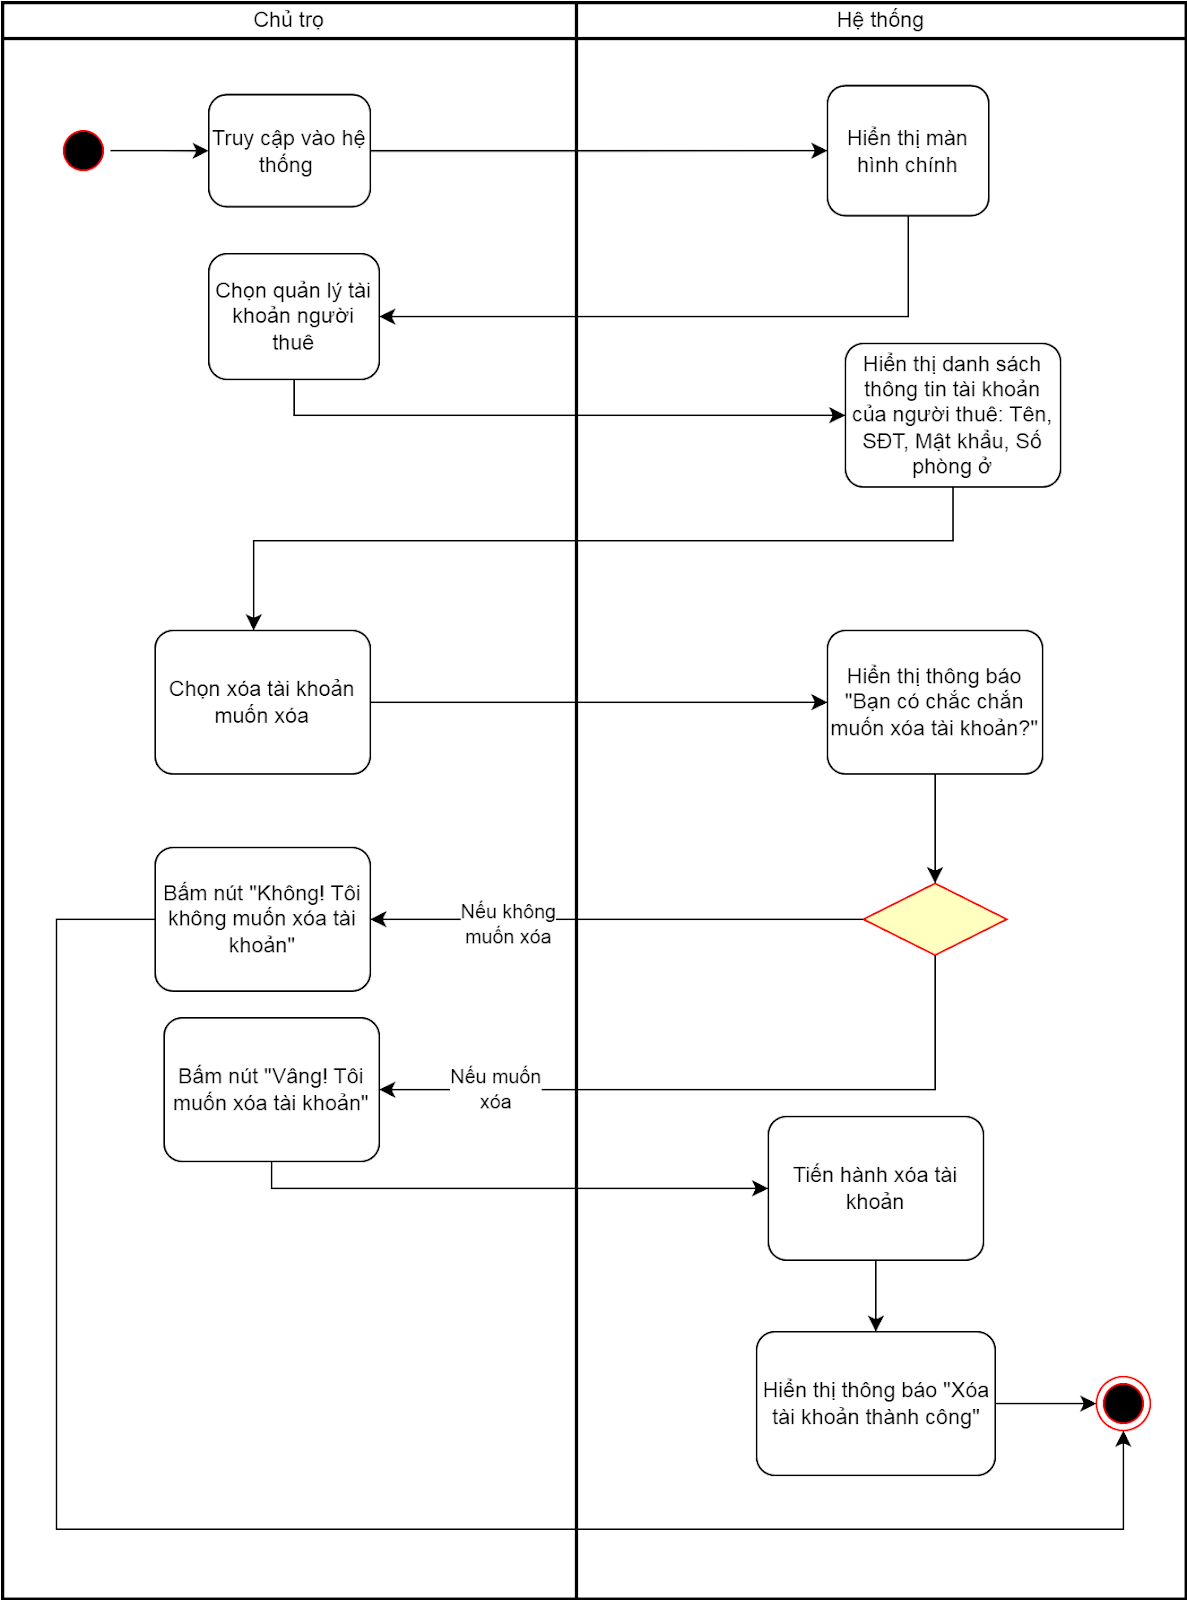 Chủ trọ
Hệ thống
Truy cập vào hệ
thống
Hiển thị màn
hình chính
Chọn quản lý tài
khoản người
thuê
Hiển thị danh sách
thông tin tài khoản
của người thuê: Tên,
SĐT, Mật khẩu, Số
phòng ở
Chọn xóa tài khoản
muốn xóa
Hiển thị thông báo
"Bạn có chắc chắn
muốn xóa tài khoản?"
Bấm nút "Không! Tôi
không muốn xóa tài
khoản"
Nếu không
muốn xóa
Bấm nút "Vâng! Tôi
muốn xóa tài khoản"
Nếu muốn
xóa
Tiến hành xóa tài
khoản
Hiển thị thông báo "Xóa
tài khoản thành công"